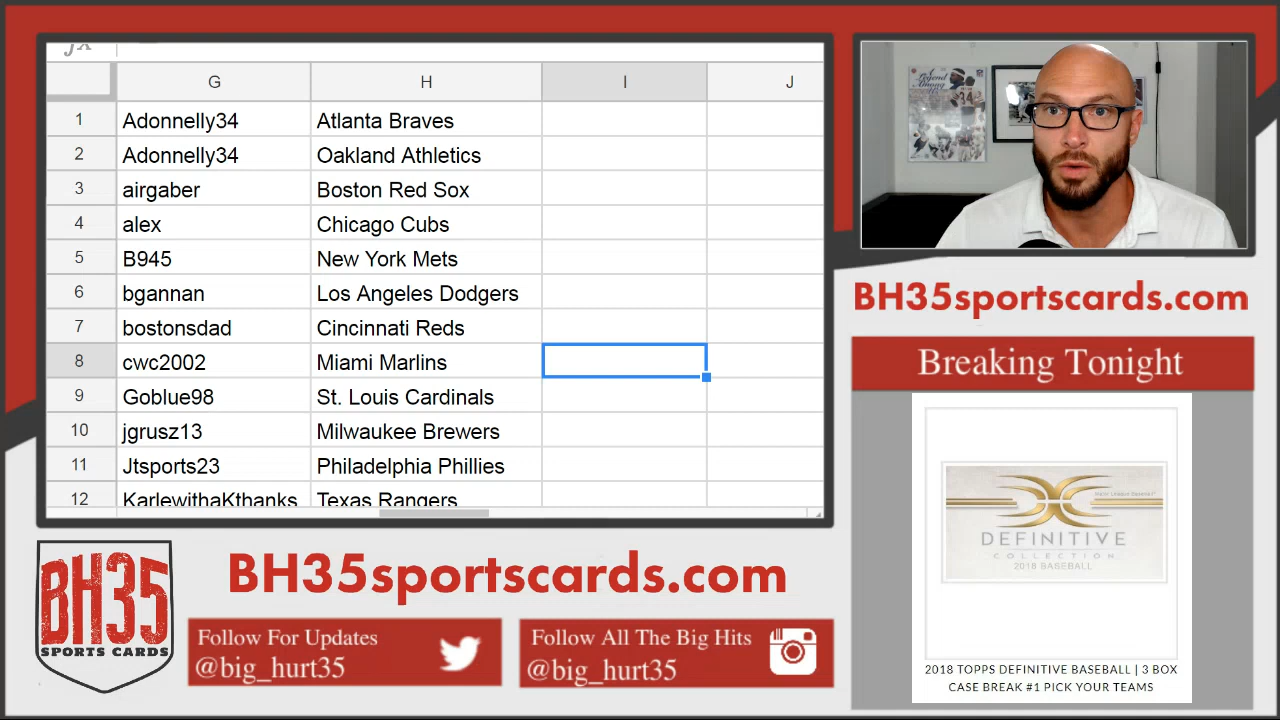 fx
G H I J
1 Adonnelly34 Atlanta Braves
2 Adonnelly34 Oakland Athletics
3 airgaber Boston Red Sox
4 alex Chicago Cubs
5 B945 New York Mets
6 bgannan Los Angeles Dodgers
7 bostonsdad Cincinnati Reds
8 cwc2002 Miami Marlins
9 Goblue98 St. Louis Cardinals
10 jgrusz13 Milwaukee Brewers
11 Jtsports23 Philadelphia Phillies
12 KarlewithaKthanks Texas Rangers
Legend
Among
34
BH35sportscards.com
Breaking Tonight
DEFINITIVE
COLLECTION
2018 BASEBALL
2018 TOPPS DEFINITIVE BASEBALL | 3 BOX
CASE BREAK #1 PICK YOUR TEAMS
BH35
SPORTS CARDS
BH35sportscards.com
Follow For Updates
@big_hurt35
Follow All The Big Hits
@big_hurt35